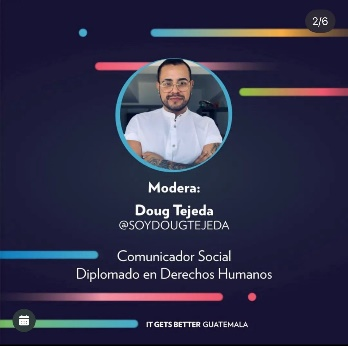 2/6
Modera:
Doug Tejeda
@SOYDOUGTEJEDA
Comunicador Social
Diplomado en Derechos Humanos
IT GETS BETTER GUATEMALA